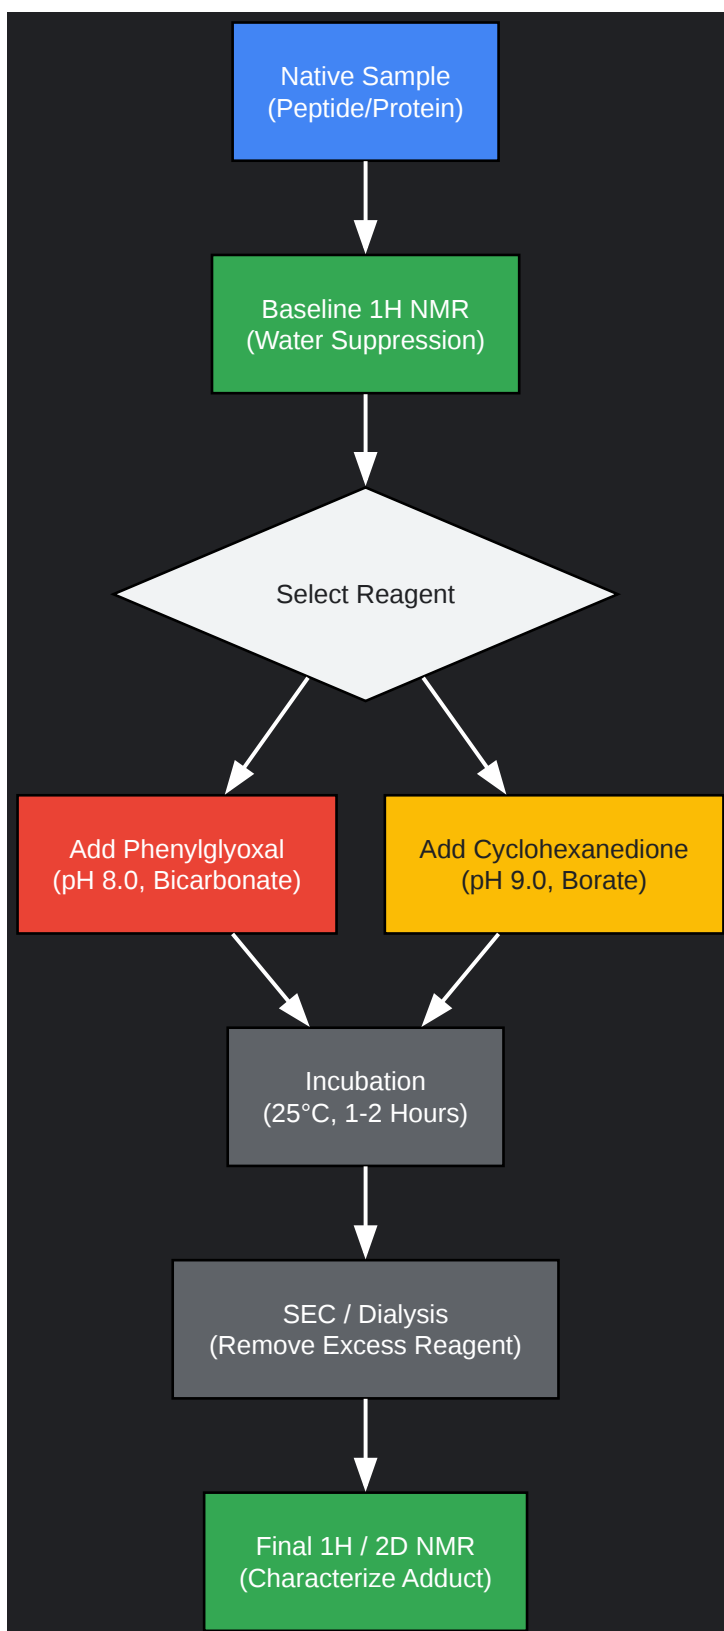 Native Sample
(Peptide/Protein)
Baseline 1H NMR
(Water Suppression)
Select Reagent
Add Phenylglyoxal
(pH 8.0, Bicarbonate)
Add Cyclohexanedione
(pH 9.0, Borate)
Incubation
(25°C, 1-2 Hours)
SEC / Dialysis
(Remove Excess Reagent)
Final 1H / 2D NMR
(Characterize Adduct)